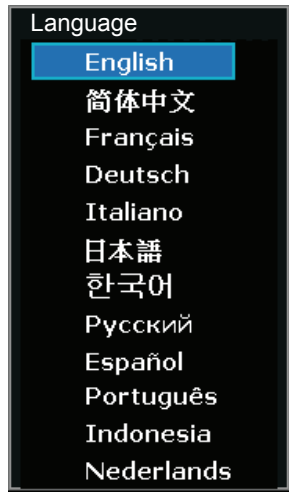 Language
English
简体中文
Français
Deutsch
Italiano
日本語
한국어
Русский
Español
Português
Indonesia
Nederlands